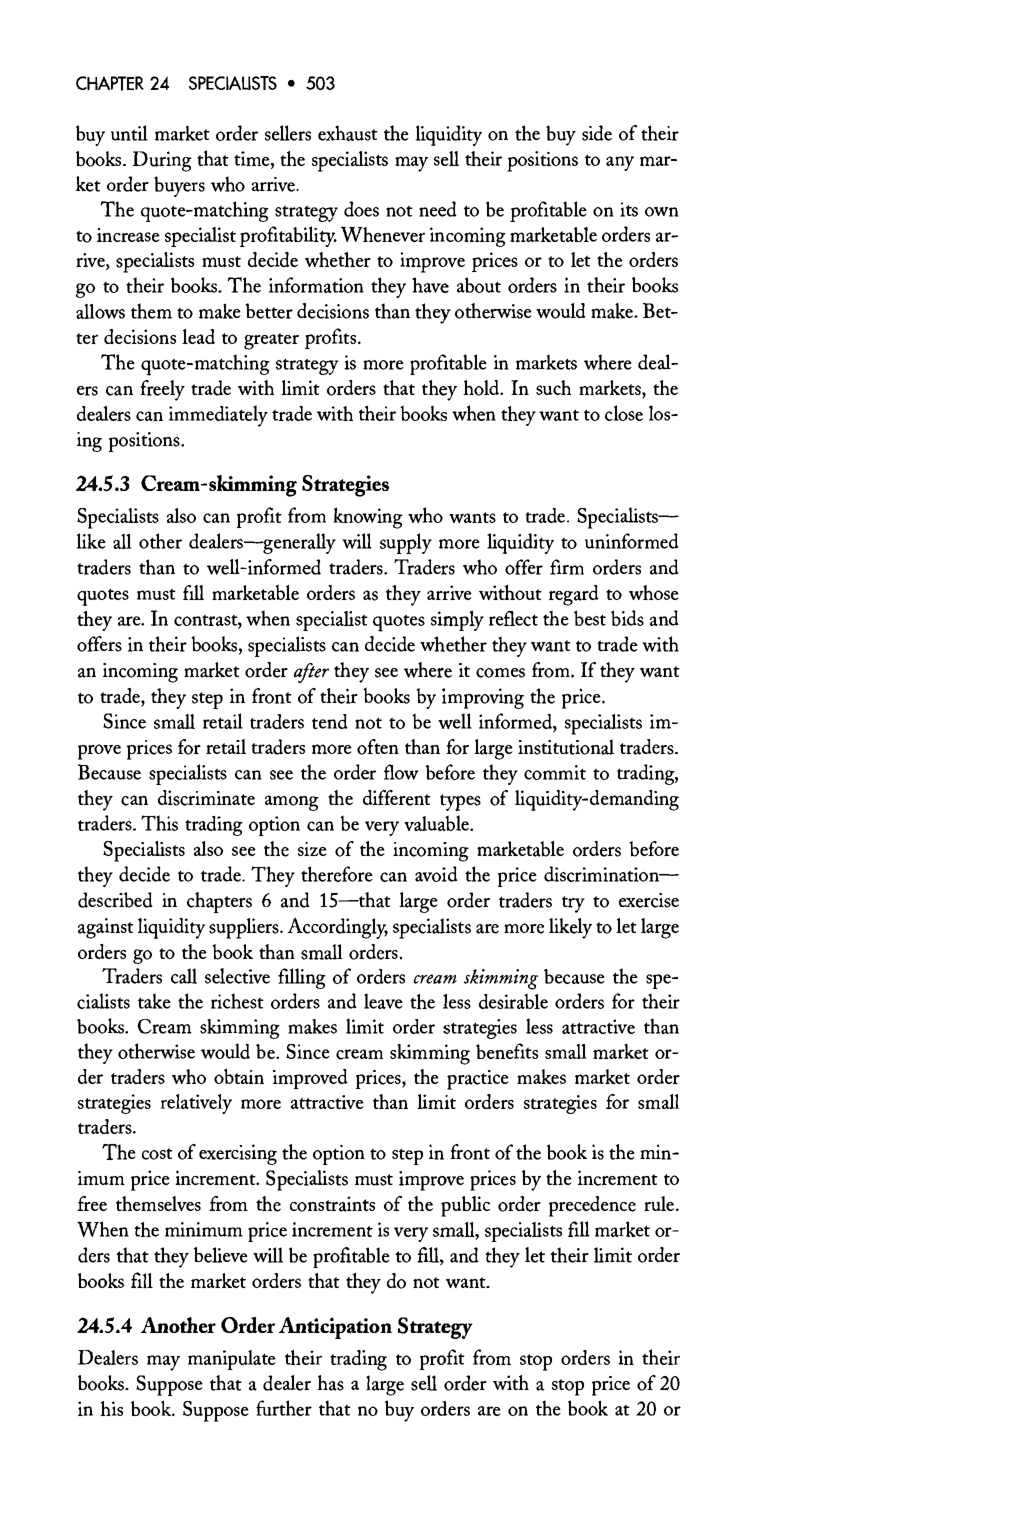 CHAPTER 24 SPECIALISTS • 503
buy until market order sellers exhaust the liquidity on the buy side of their
books. During that time, the specialists may sell their positions to any mar-
ket order buyers who arrive.
The quote-matching strategy does not need to be profitable on its own
to increase specialist profitability. Whenever incoming marketable orders ar-
rive, specialists must decide whether to improve prices or to let the orders
go to their books. The information they have about orders in their books
allows them to make better decisions than they otherwise would make. Bet-
ter decisions lead to greater profits.
The quote-matching strategy is more profitable in markets where deal-
ers can freely trade with limit orders that they hold. In such markets, the
dealers can immediately trade with their books when they want to close los-
ing positions.
24.5.3 Cream-skimming Strategies
Specialists also can profit from knowing who wants to trade. Specialists—
like all other dealers—generally will supply more liquidity to uninformed
traders than to well-informed traders. Traders who offer firm orders and
quotes must fill marketable orders as they arrive without regard to whose
they are. In contrast, when specialist quotes simply reflect the best bids and
offers in their books, specialists can decide whether they want to trade with
an incoming market order after they see where it comes from. If they want
to trade, they step in front of their books by improving the price.
Since small retail traders tend not to be well informed, specialists im-
prove prices for retail traders more often than for large institutional traders.
Because specialists can see the order flow before they commit to trading,
they can discriminate among the different types of liquidity-demanding
traders. This trading option can be very valuable.
Specialists also see the size of the incoming marketable orders before
they decide to trade. They therefore can avoid the price discrimination—
described in chapters 6 and 15—that large order traders try to exercise
against liquidity suppliers. Accordingly, specialists are more likely to let large
orders go to the book than small orders.
Traders call selective filling of orders cream skimming because the spe-
cialists take the richest orders and leave the less desirable orders for their
books. Cream skimming makes limit order strategies less attractive than
they otherwise would be. Since cream skimming benefits small market or-
der traders who obtain improved prices, the practice makes market order
strategies relatively more attractive than limit orders strategies for small
traders.
The cost of exercising the option to step in front of the book is the min-
imum price increment. Specialists must improve prices by the increment to
free themselves from the constraints of the public order precedence rule.
When the minimum price increment is very small, specialists fill market or-
ders that they believe will be profitable to fill, and they let their limit order
books fill the market orders that they do not want.
24.5.4 Another Order Anticipation Strategy
Dealers may manipulate their trading to profit from stop orders in their
books. Suppose that a dealer has a large sell order with a stop price of 20
in his book. Suppose further that no buy orders are on the book at 20 or